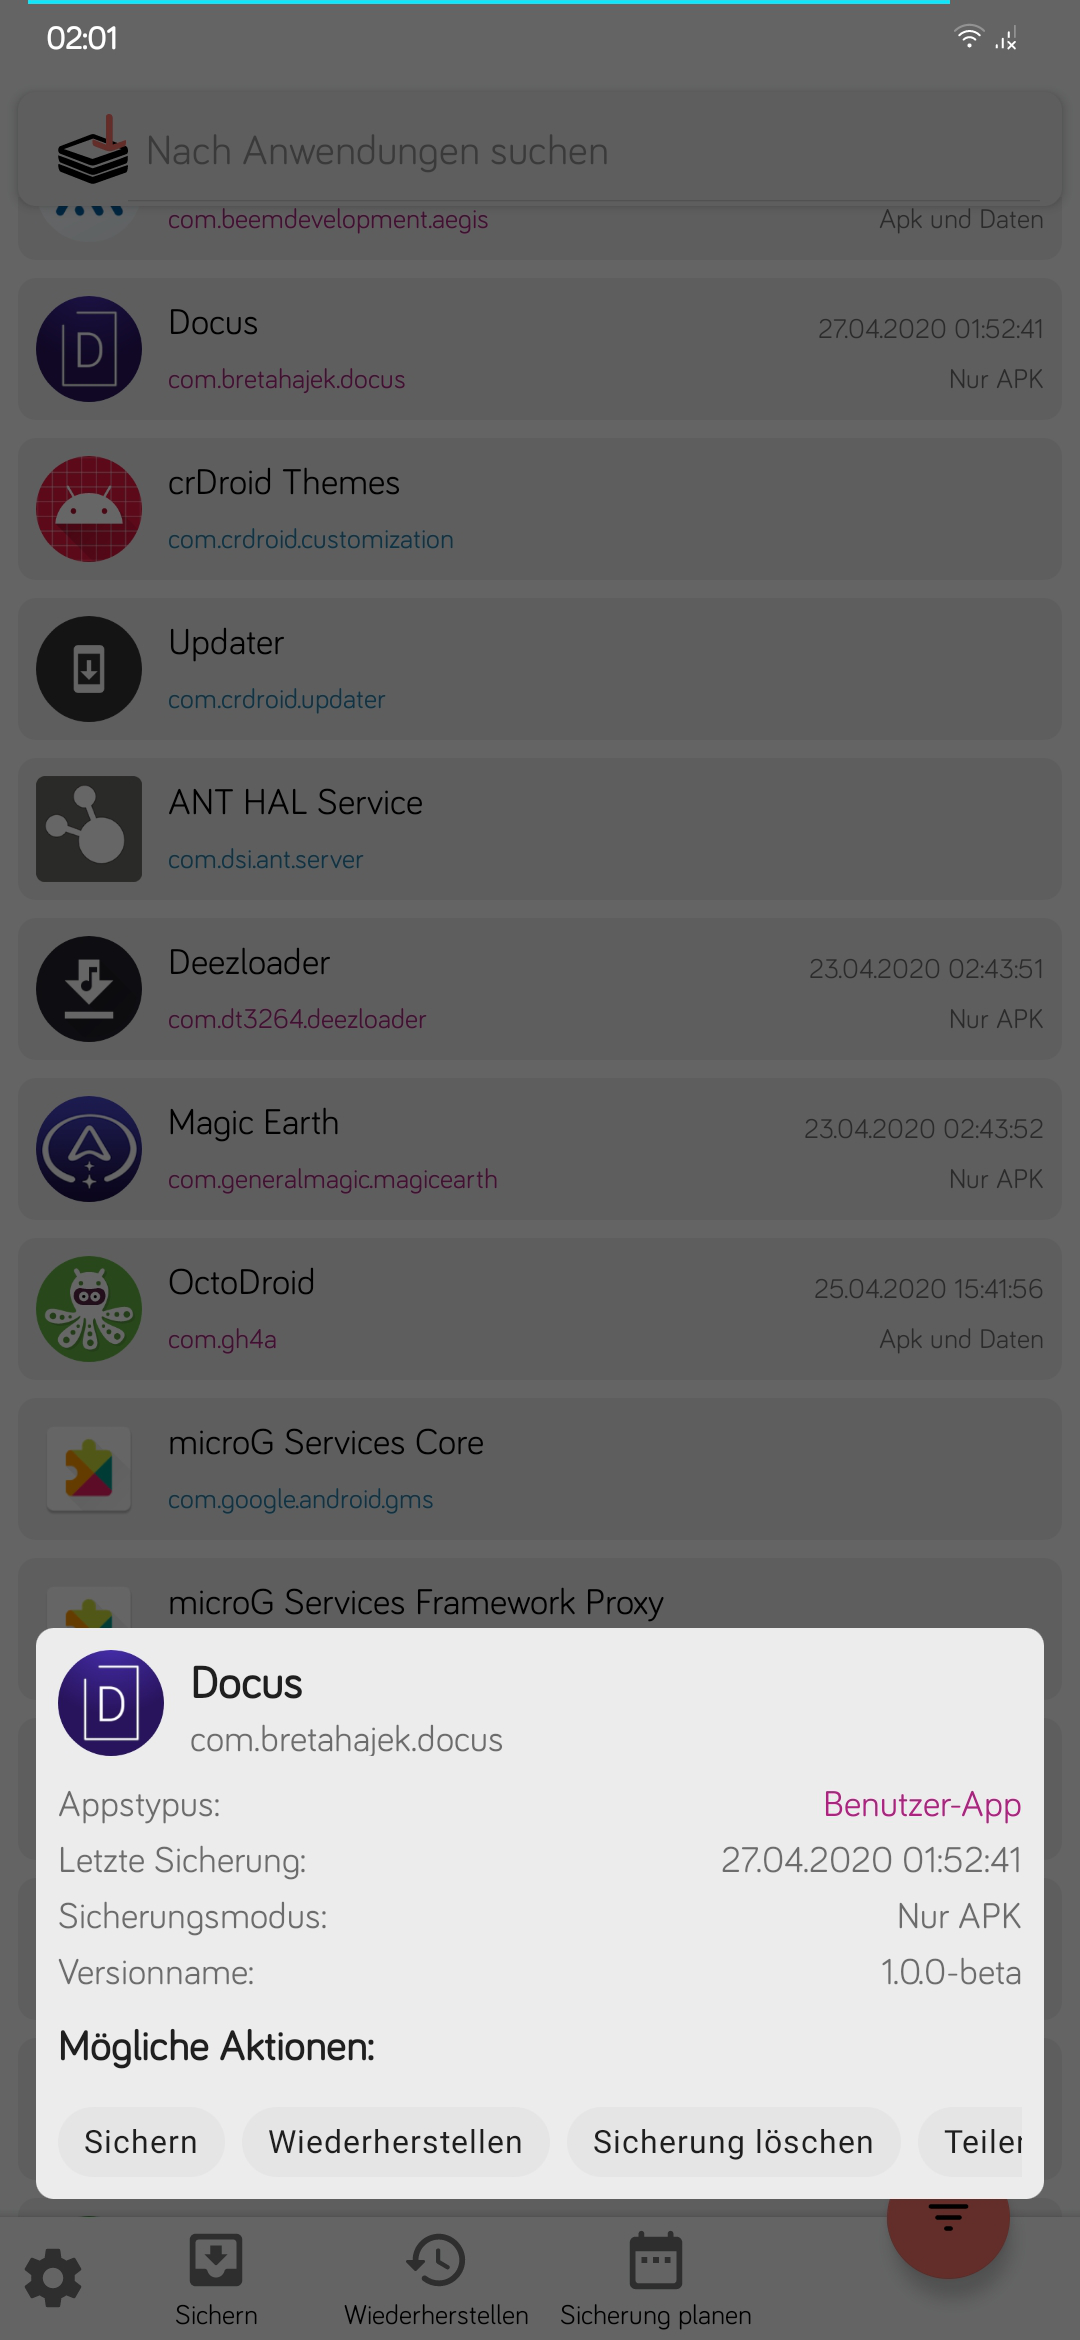 02:01
Nach Anwendungen suchen
com.beemdevelopment.aegis Apk und Daten
Docus 27.04.2020 01:52:41
com.bretahajek.docus Nur APK
crDroid Themes
com.crdroid.customization
Updater
com.crdroid.updater
ANT HAL Service
com.dsi.ant.server
Deezloader 23.04.2020 02:43:51
com.dt3264.deezloader Nur APK
Magic Earth 23.04.2020 02:43:52
com.generalmagic.magicearth Nur APK
OctoDroid 25.04.2020 15:41:56
com.gh4a Apk und Daten
microG Services Core
com.google.android.gms
microG Services Framework Proxy
D Docus
com.bretahajek.docus
Appstypus: Benutzer-App
Letzte Sicherung: 27.04.2020 01:52:41
Sicherungsmodus: Nur APK
Versionname: 1.0.0-beta
Mögliche Aktionen:
Sichern Wiederherstellen Sicherung löschen Teilen
Sichern Wiederherstellen Sicherung planen